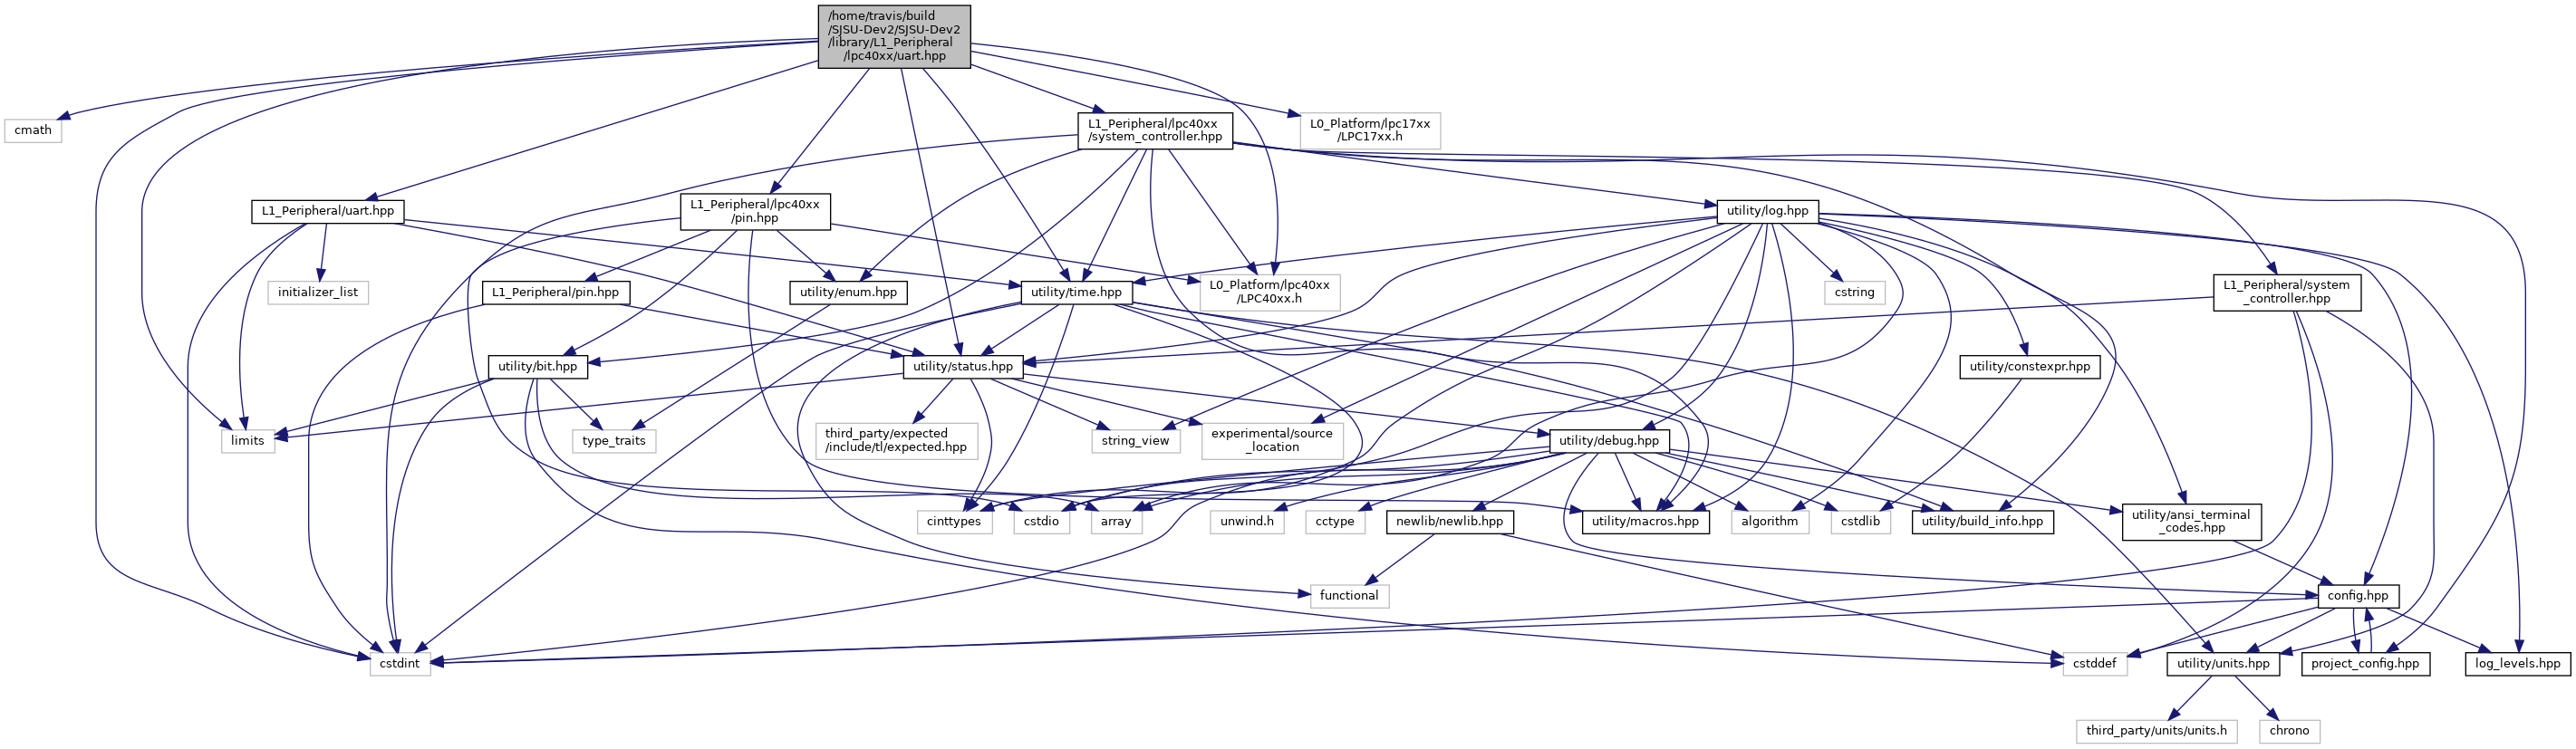 /home/travis/build
/SJSU-Dev2/SJSU-Dev2
/library/L1_Peripheral
/lpc40xx/uart.hpp
cmath
L1_Peripheral/lpc40xx
/system_controller.hpp
L0_Platform/lpc17xx
/LPC17xx.h
L1_Peripheral/uart.hpp
L1_Peripheral/lpc40xx
/pin.hpp
utility/log.hpp
initializer_list
L1_Peripheral/pin.hpp
utility/enum.hpp
utility/time.hpp
L0_Platform/lpc40xx
/LPC40xx.h
cstring
L1_Peripheral/system
_controller.hpp
utility/bit.hpp
utility/status.hpp
utility/constexpr.hpp
limits
type_traits
third_party/expected
/include/tl/expected.hpp
string_view
experimental/source
_location
utility/debug.hpp
cinttypes
cstdio
array
unwind.h
cctype
newlib/newlib.hpp
utility/macros.hpp
algorithm
cstdlib
utility/build_info.hpp
utility/ansi_terminal
_codes.hpp
functional
config.hpp
cstdint
cstddef
utility/units.hpp
project_config.hpp
log_levels.hpp
third_party/units/units.h
chrono